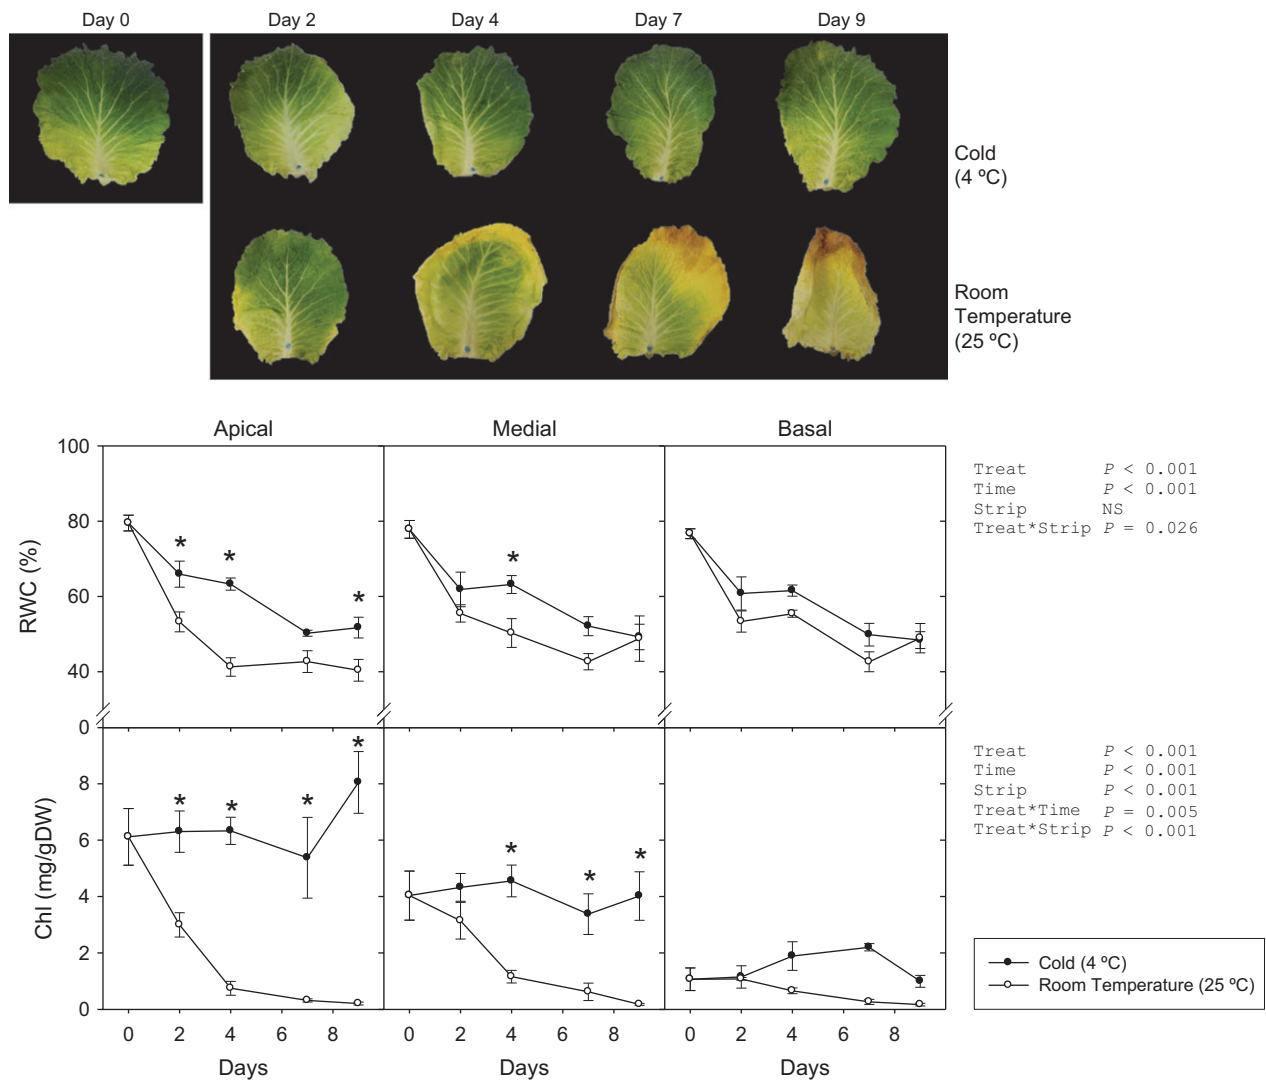 Day 0 Day 2 Day 4 Day 7 Day 9
Cold
(4 ºC)
Room
Temperature
(25 ºC)
Apical Medial Basal
100
80
60
40
RWC (%)
* * *
*
Treat P < 0.001
Time P < 0.001
Strip NS
Treat*Strip P = 0.026
0
8
6
4
2
0
Chl (mg/gDW)
* * * * *
* * *
Treat P < 0.001
Time P < 0.001
Strip P < 0.001
Treat*Time P = 0.005
Treat*Strip P < 0.001
Cold (4 ºC)
Room Temperature (25 ºC)
0 2 4 6 8 0 2 4 6 8 0 2 4 6 8
Days Days Days